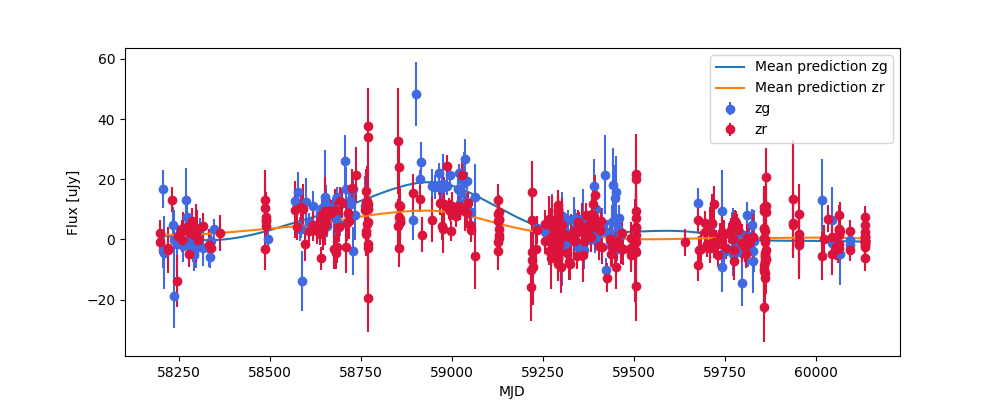 60
40
20
0
−20
Flux [uJy]
58250
58500
58750
59000
59250
59500
59750
60000
MJD
Mean prediction zg
Mean prediction zr
zg
zr